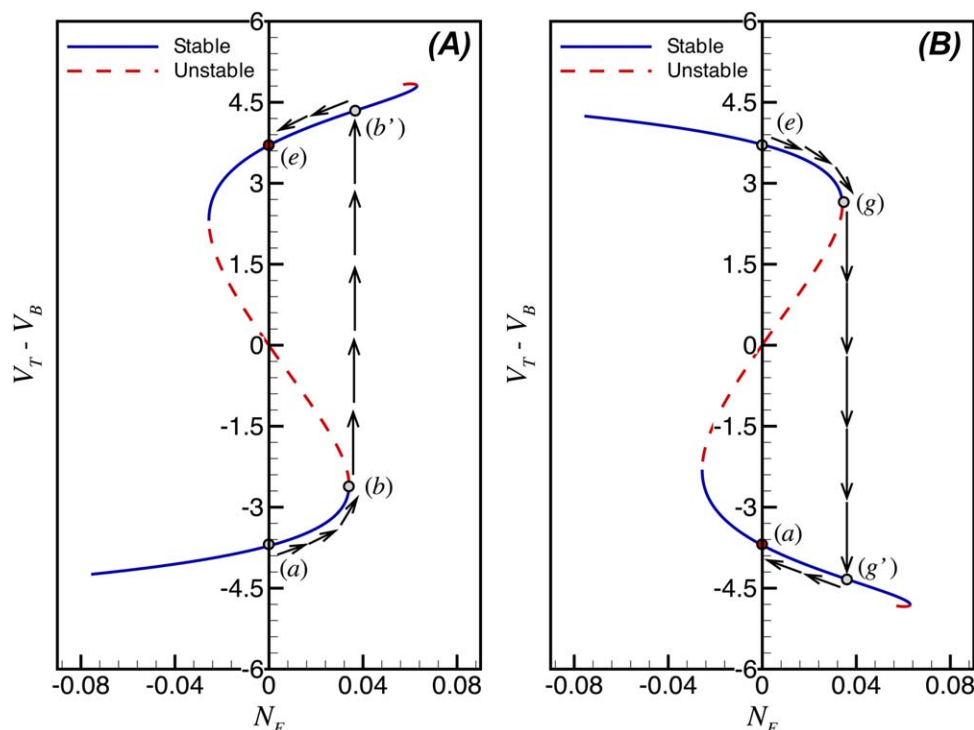 (A)
Stable
Unstable
6
4.5
3
1.5
0
-1.5
-3
-4.5
-6
(b')
(e)
(b)
(a)
V_T - V_B
-0.08
-0.04
0
0.04
0.08
N_E
(B)
Stable
Unstable
6
4.5
3
1.5
0
-1.5
-3
-4.5
-6
(e)
(g)
(a)
(g')
V_T - V_B
-0.08
-0.04
0
0.04
0.08
N_E